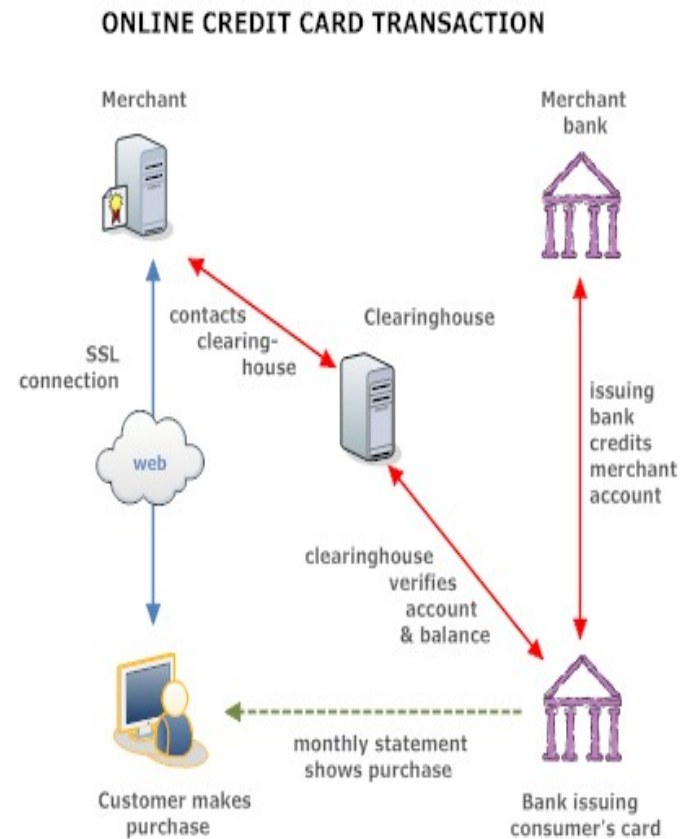 ONLINE CREDIT CARD TRANSACTION
Merchant
Merchant
bank
contacts
clearing-
house
Clearinghouse
SSL
connection
web
issuing
bank
credits
merchant
account
clearinghouse
verifies
account
& balance
monthly statement
shows purchase
Customer makes
purchase
Bank issuing
consumer's card